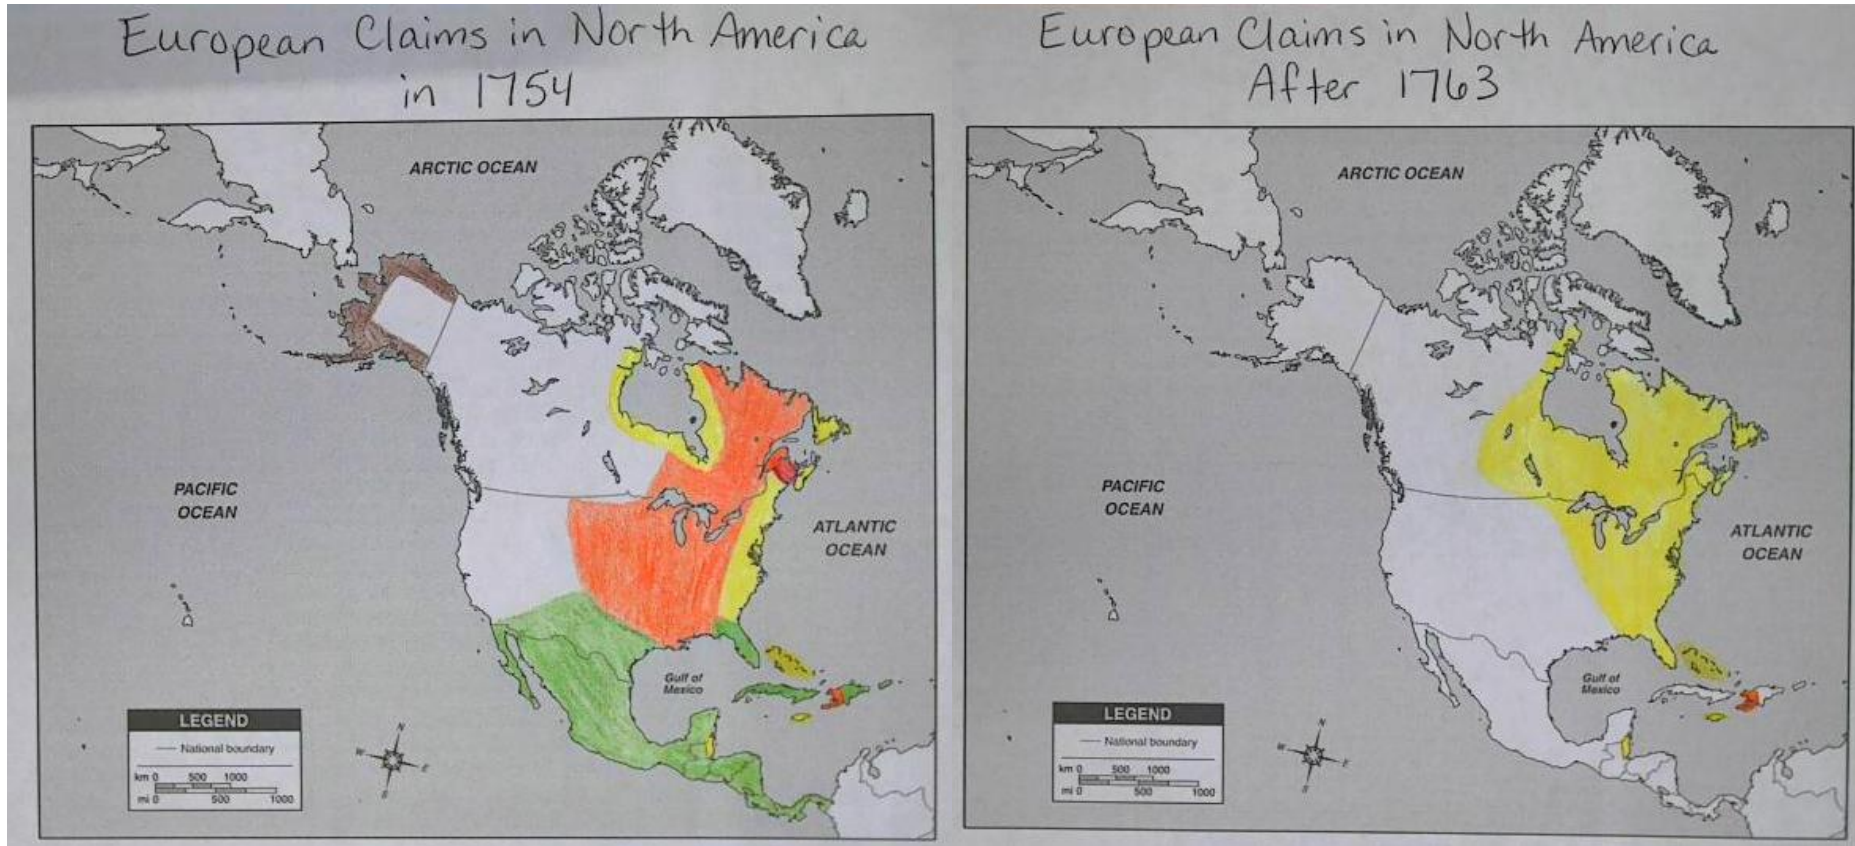 European Claims in North America
in 1754
ARCTIC OCEAN
PACIFIC
OCEAN
ATLANTIC
OCEAN
Gulf of
Mexico
LEGEND
National boundary
km 0 500 1000
mi 0 500 1000
N
W
E
S
European Claims in North America
After 1763
ARCTIC OCEAN
PACIFIC
OCEAN
ATLANTIC
OCEAN
Gulf of
Mexico
LEGEND
National boundary
km 0 500 1000
mi 0 500 1000
N
W
E
S